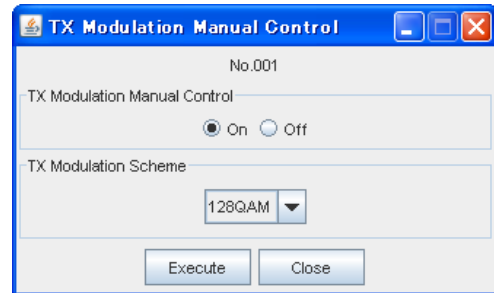 TX Modulation Manual Control
No.001
TX Modulation Manual Control
On Off
TX Modulation Scheme
128QAM
Execute Close